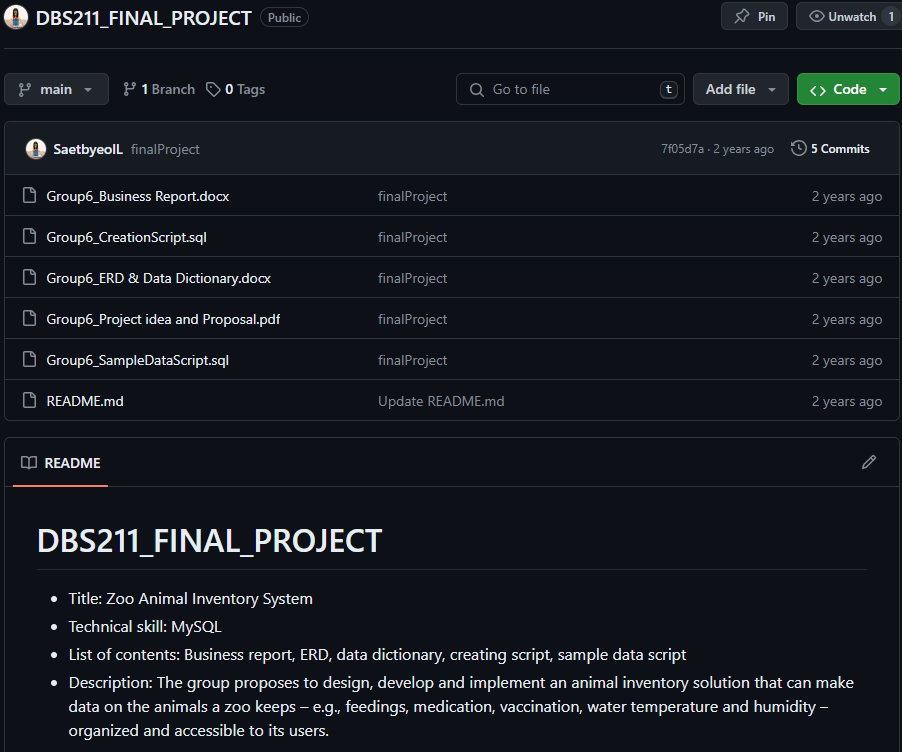 DBS211_FINAL_PROJECT Public Pin Unwatch 1
main 1 Branch 0 Tags Go to file t Add file Code
SaetbyeolL finalProject 7f05d7a · 2 years ago 5 Commits
Group6_Business Report.docx finalProject 2 years ago
Group6_CreationScript.sql finalProject 2 years ago
Group6_ERD & Data Dictionary.docx finalProject 2 years ago
Group6_Project idea and Proposal.pdf finalProject 2 years ago
Group6_SampleDataScript.sql finalProject 2 years ago
README.md Update README.md 2 years ago
README
DBS211_FINAL_PROJECT
• Title: Zoo Animal Inventory System
• Technical skill: MySQL
• List of contents: Business report, ERD, data dictionary, creating script, sample data script
• Description: The group proposes to design, develop and implement an animal inventory solution that can make
data on the animals a zoo keeps – e.g., feedings, medication, vaccination, water temperature and humidity –
organized and accessible to its users.